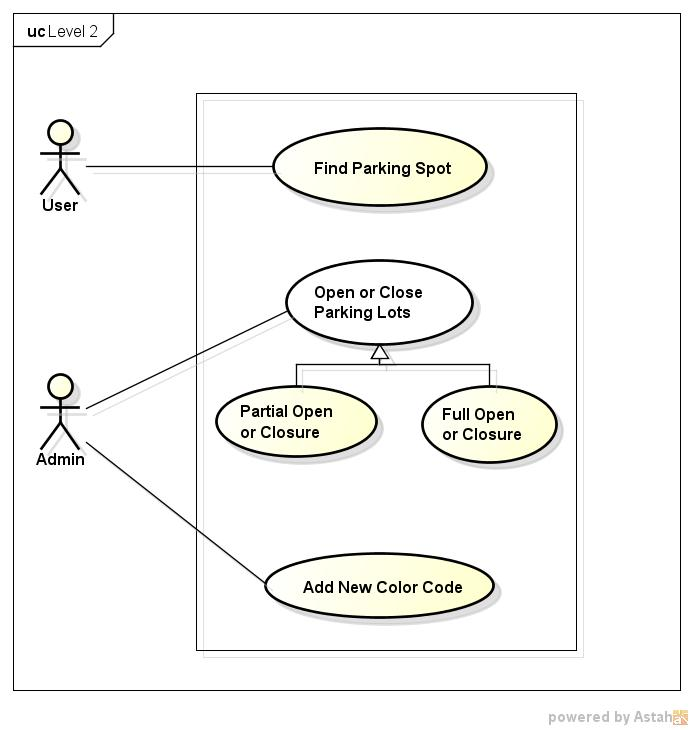 uc Level 2
Find Parking Spot
User
Open or Close
Parking Lots
Partial Open
or Closure
Full Open
or Closure
Admin
Add New Color Code
powered by Astah